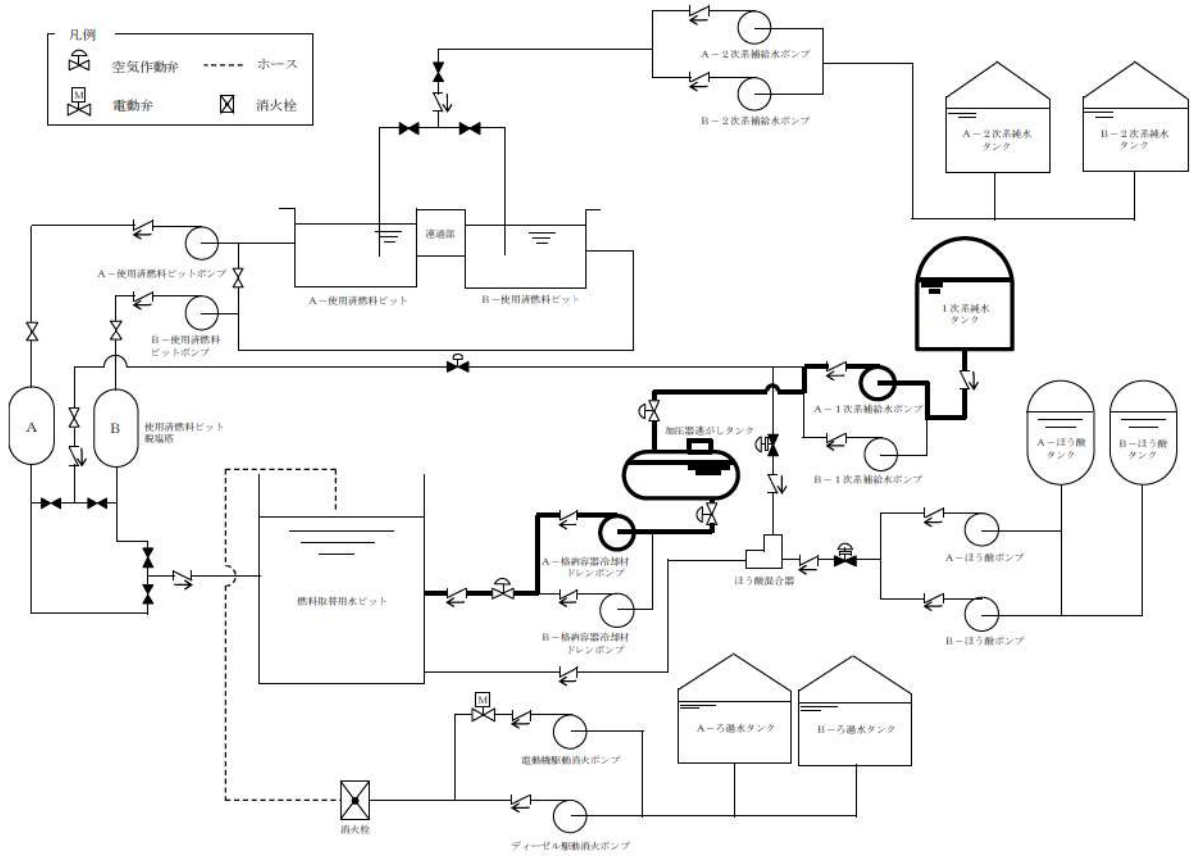 凡例
空気作動弁
ホース
M
電動弁
消火栓
A-2次系補給水ポンプ
B-2次系補給水ポンプ
A-2次系純水
タンク
B-2次系純水
タンク
連通部
A-使用済燃料ピットポンプ
A-使用済燃料ピット
B-使用済燃料ピット
B-使用済燃料
ピットポンプ
1次系純水
タンク
A
B
使用済燃料ピット
脱塩塔
A-1次系補給水ポンプ
加圧器逃がしタンク
B-1次系補給水ポンプ
A-ほう酸
タンク
B-ほう酸
タンク
A-格納容器冷却材
ドレンポンプ
ほう酸混合器
A-ほう酸ポンプ
燃料取替用水ピット
B-格納容器冷却材
ドレンポンプ
B-ほう酸ポンプ
M
電動機駆動消火ポンプ
A-ろ過水タンク
B-ろ過水タンク
消火栓
ディーゼル駆動消火ポンプ